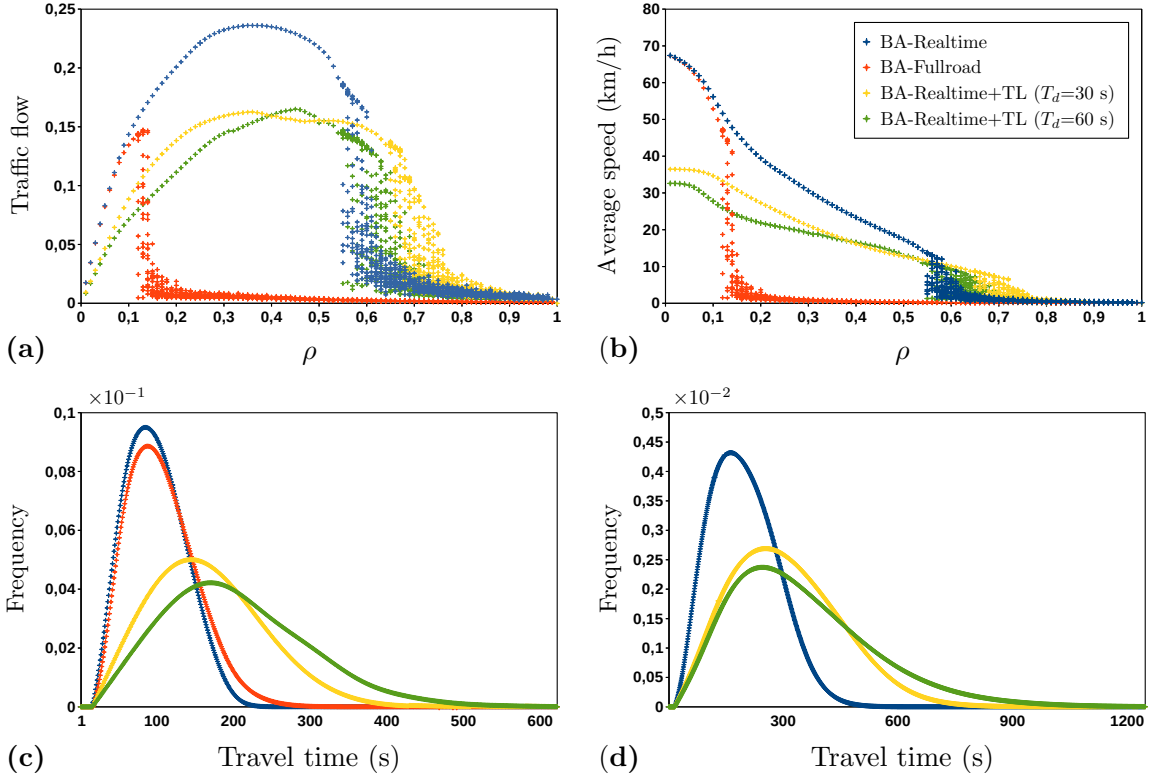 0,25
0,2
0,15
0,1
0,05
0
Traffic flow
0 0,1 0,2 0,3 0,4 0,5 0,6 0,7 0,8 0,9 1
(a)
ρ
80
70
60
50
40
30
20
10
0
Average speed (km/h)
BA-Realtime
BA-Fullroad
BA-Realtime+TL (T_d=30 s)
BA-Realtime+TL (T_d=60 s)
0 0,1 0,2 0,3 0,4 0,5 0,6 0,7 0,8 0,9 1
(b)
ρ
×10⁻¹
0,1
0,08
0,06
0,04
0,02
0
Frequency
1 100 200 300 400 500 600
(c)
Travel time (s)
×10⁻²
0,5
0,45
0,4
0,35
0,3
0,25
0,2
0,15
0,1
0,05
0
Frequency
300 600 900 1200
(d)
Travel time (s)